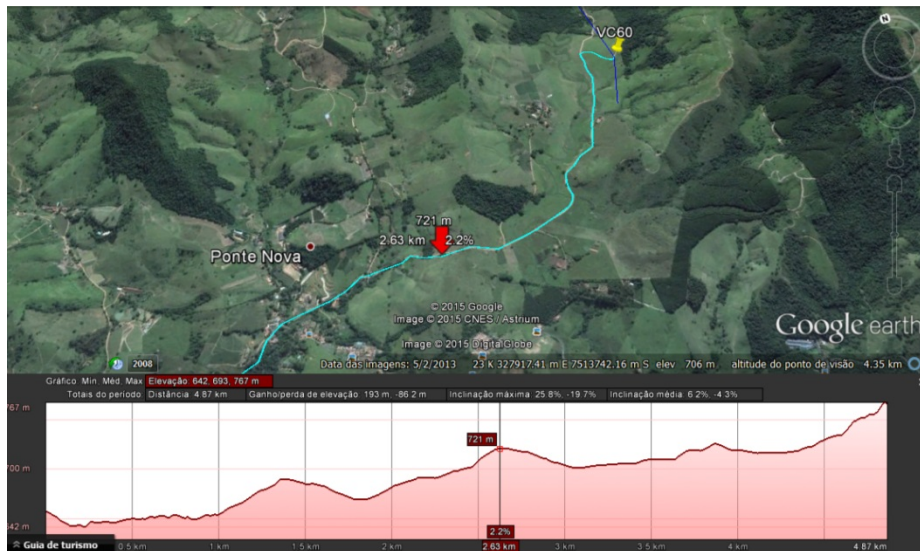 N
VC60
721 m
2.63 km 2.2%
Ponte Nova
© 2015 Google
Image © 2015 CNES / Astrium
Image © 2015 DigitalGlobe
Google earth
2008
Data das imagens: 5/2/2013 23 K 327917.41 m E 7513742.16 m S elev 706 m altitude do ponto de visão 4.35 km
Gráfico Mín Méd, Máx Elevação: 642, 693, 767 m
Totais do período Distância: 4.87 km Ganho/perda de elevação: 193 m, -86.2 m Inclinação máxima 25.8%, -19.7% Inclinação média: 6.2%, -4.3%
767 m
721 m
700 m
642 m
2.2%
Guia de turismo 0.5 km 1 km 1.5 km 2 km 2.63 km 3 km 3.5 km 4 km 4.87 km